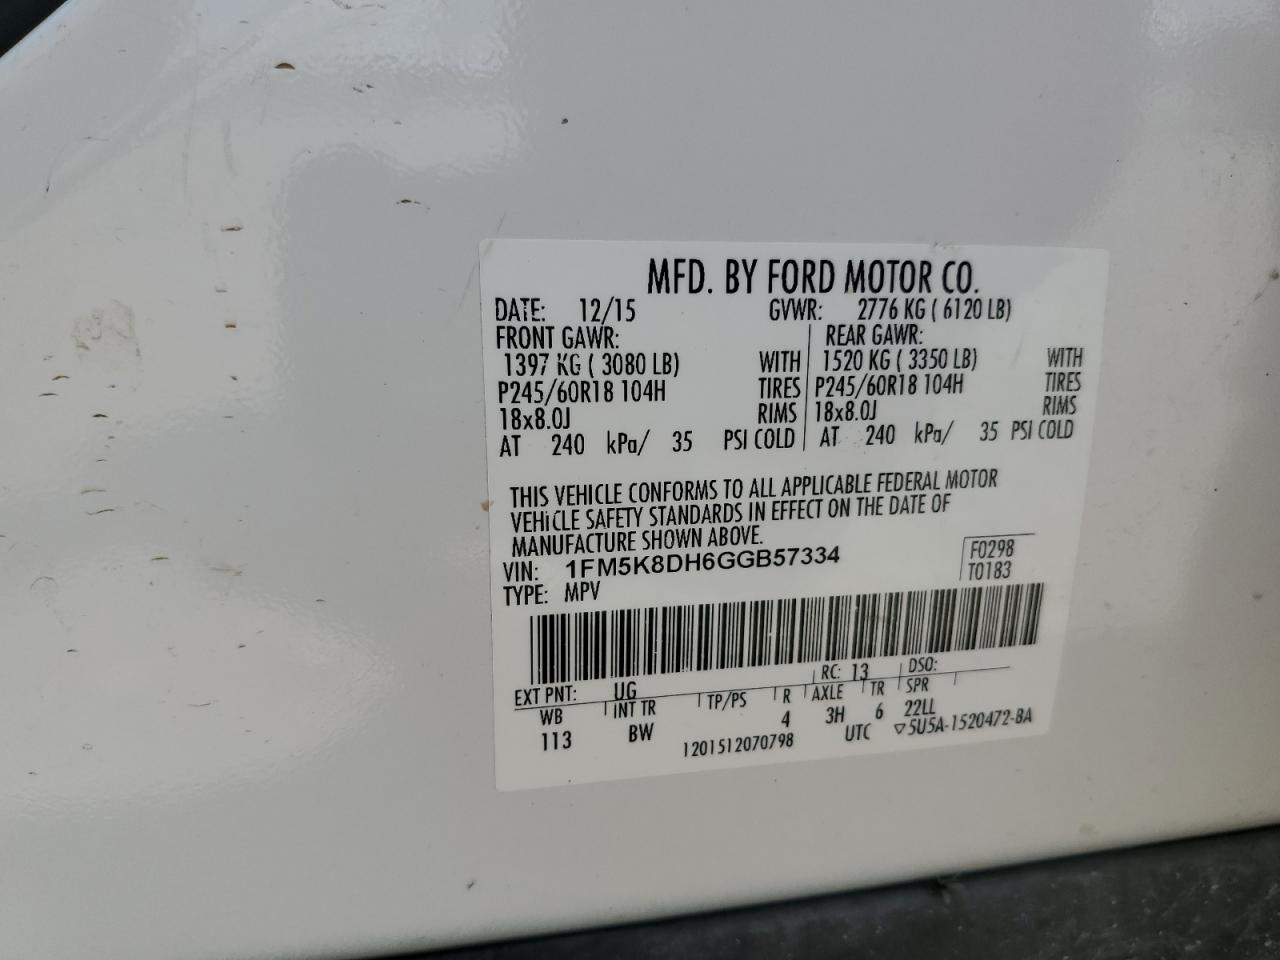 MFD. BY FORD MOTOR CO.
DATE: 12/15 GVWR: 2776 KG ( 6120 LB)
FRONT GAWR: REAR GAWR:
1397 KG ( 3080 LB) WITH 1520 KG ( 3350 LB) WITH
P245/60R18 104H TIRES P245/60R18 104H TIRES
18x8.0J RIMS 18x8.0J RIMS
AT 240 kPa/ 35 PSI COLD AT 240 kPa/ 35 PSI COLD
THIS VEHICLE CONFORMS TO ALL APPLICABLE FEDERAL MOTOR
VEHICLE SAFETY STANDARDS IN EFFECT ON THE DATE OF
MANUFACTURE SHOWN ABOVE.
VIN: 1FM5K8DH6GGB57334 F0298
TYPE: MPV T0183
EXT PNT: UG RC: 13 DSO:
WB INT TR TP/PS R AXLE TR SPR
113 BW 4 3H 6 22LL
1201512070798 UTC ▽5U5A-1520472-BA